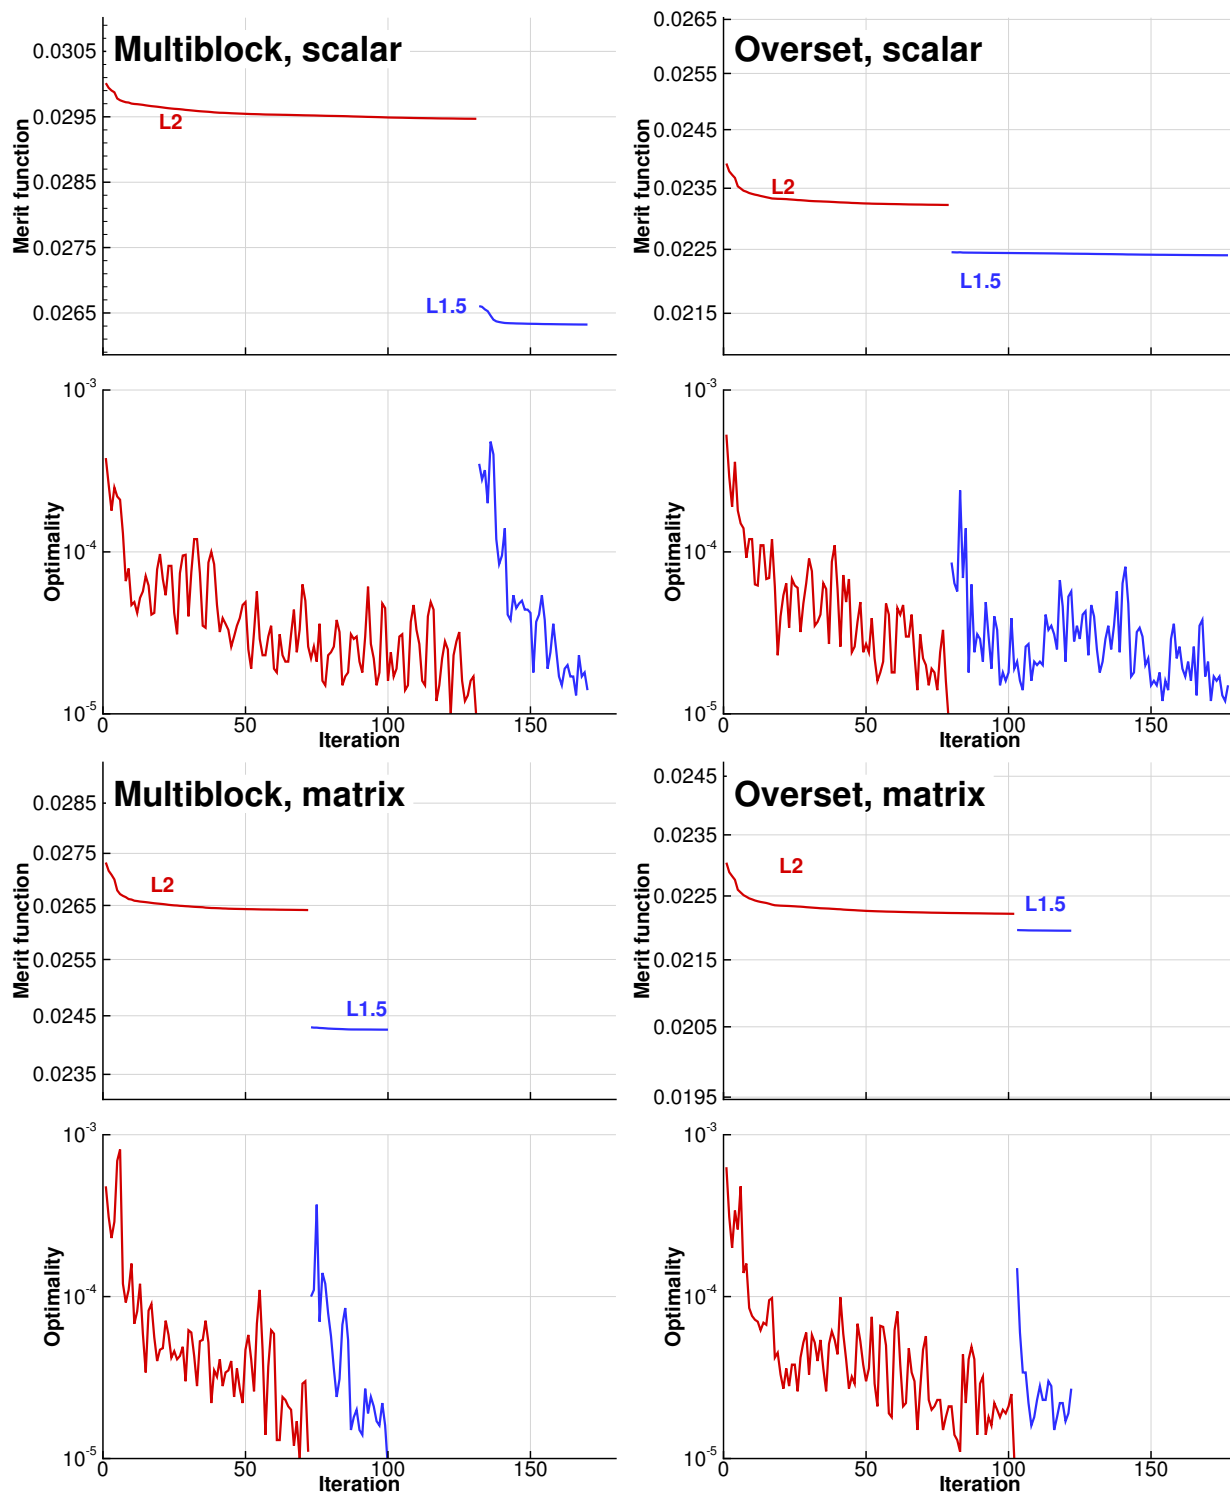 Multiblock, scalar
Merit function
0.0305
0.0295
0.0285
0.0275
0.0265
L2
L1.5
Optimality
10-3
10-4
10-5
0 50 100 150
Iteration
Overset, scalar
Merit function
0.0265
0.0255
0.0245
0.0235
0.0225
0.0215
L2
L1.5
Optimality
10-3
10-4
10-5
0 50 100 150
Iteration
Multiblock, matrix
Merit function
0.0285
0.0275
0.0265
0.0255
0.0245
0.0235
L2
L1.5
Optimality
10-3
10-4
10-5
0 50 100 150
Iteration
Overset, matrix
Merit function
0.0245
0.0235
0.0225
0.0215
0.0205
0.0195
L2
L1.5
Optimality
10-3
10-4
10-5
0 50 100 150
Iteration